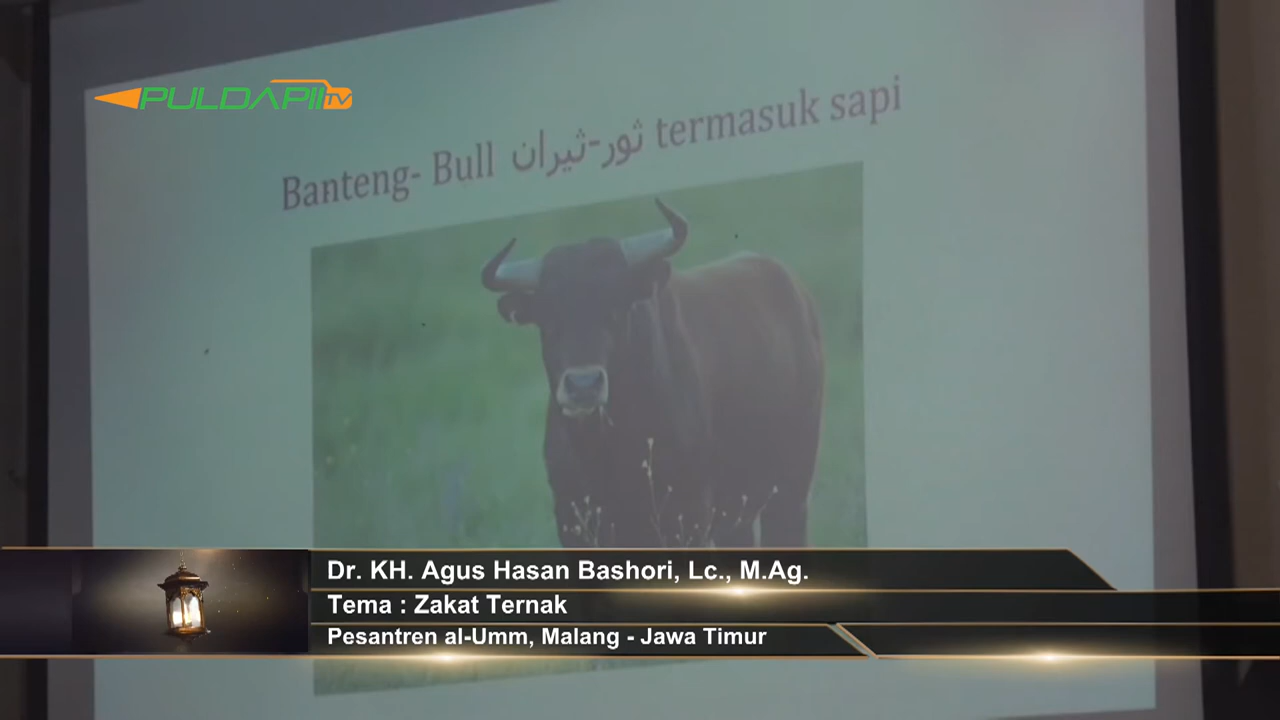 PULDAPII TV
Banteng- Bull ثور-ثيران termasuk sapi
Dr. KH. Agus Hasan Bashori, Lc., M.Ag.
Tema : Zakat Ternak
Pesantren al-Umm, Malang - Jawa Timur